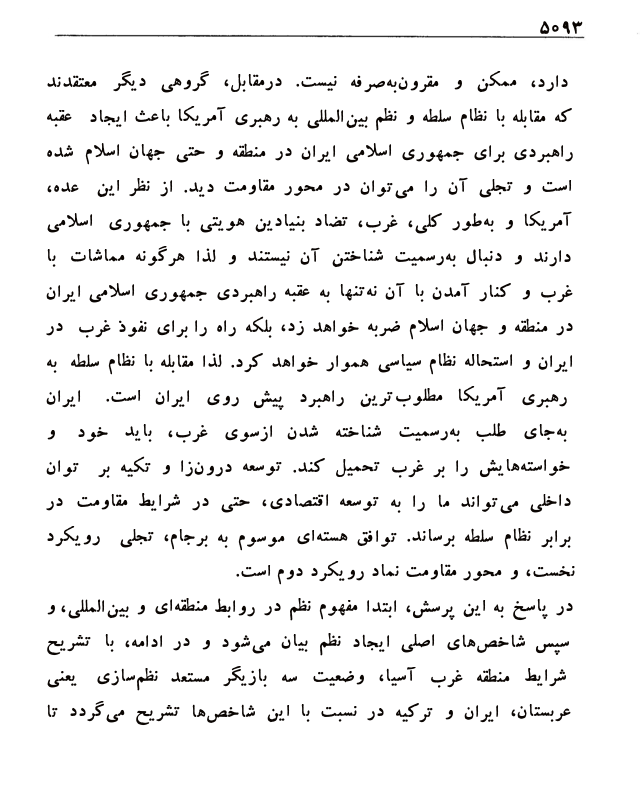 ۵۰۹۳
دارد، ممکن و مقرون‌به‌صرفه نیست. درمقابل، گروهی دیگر معتقدند
که مقابله با نظام سلطه و نظم بین‌المللی به رهبری آمریکا باعث ایجاد عقبه
راهبردی برای جمهوری اسلامی ایران در منطقه و حتی جهان اسلام شده
است و تجلی آن را می‌توان در محور مقاومت دید. از نظر این عده،
آمریکا و به‌طور کلی، غرب، تضاد بنیادین هویتی با جمهوری اسلامی
دارند و دنبال به‌رسمیت شناختن آن نیستند و لذا هرگونه مماشات با
غرب و کنار آمدن با آن نه‌تنها به عقبه راهبردی جمهوری اسلامی ایران
در منطقه و جهان اسلام ضربه خواهد زد، بلکه راه را برای نفوذ غرب در
ایران و استحاله نظام سیاسی هموار خواهد کرد. لذا مقابله با نظام سلطه به
رهبری آمریکا مطلوب‌ترین راهبرد پیش روی ایران است. ایران
به‌جای طلب به‌رسمیت شناخته شدن ازسوی غرب، باید خود و
خواسته‌هایش را بر غرب تحمیل کند. توسعه درون‌زا و تکیه بر توان
داخلی می‌تواند ما را به توسعه اقتصادی، حتی در شرایط مقاومت در
برابر نظام سلطه برساند. توافق هسته‌ای موسوم به برجام، تجلی رویکرد
نخست، و محور مقاومت نماد رویکرد دوم است.
در پاسخ به این پرسش، ابتدا مفهوم نظم در روابط منطقه‌ای و بین‌المللی، و
سپس شاخص‌های اصلی ایجاد نظم بیان می‌شود و در ادامه، با تشریح
شرایط منطقه غرب آسیا، وضعیت سه بازیگر مستعد نظم‌سازی یعنی
عربستان، ایران و ترکیه در نسبت با این شاخص‌ها تشریح می‌گردد تا